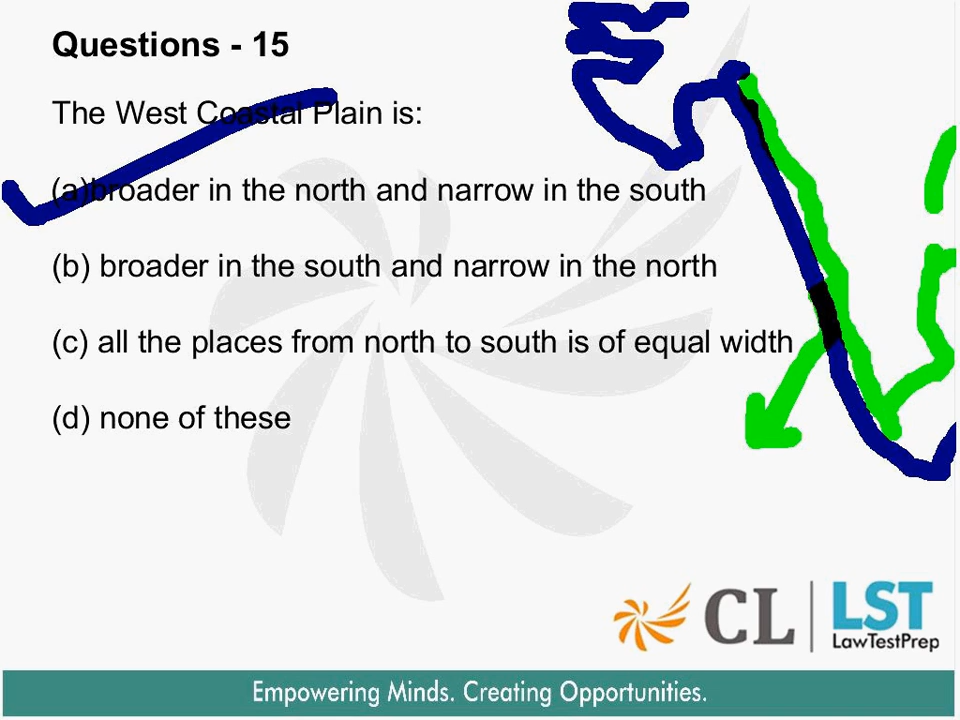 Questions - 15
The West Coastal Plain is:
(a)broader in the north and narrow in the south
(b) broader in the south and narrow in the north
(c) all the places from north to south is of equal width
(d) none of these
CL LST
LawTestPrep
Empowering Minds. Creating Opportunities.